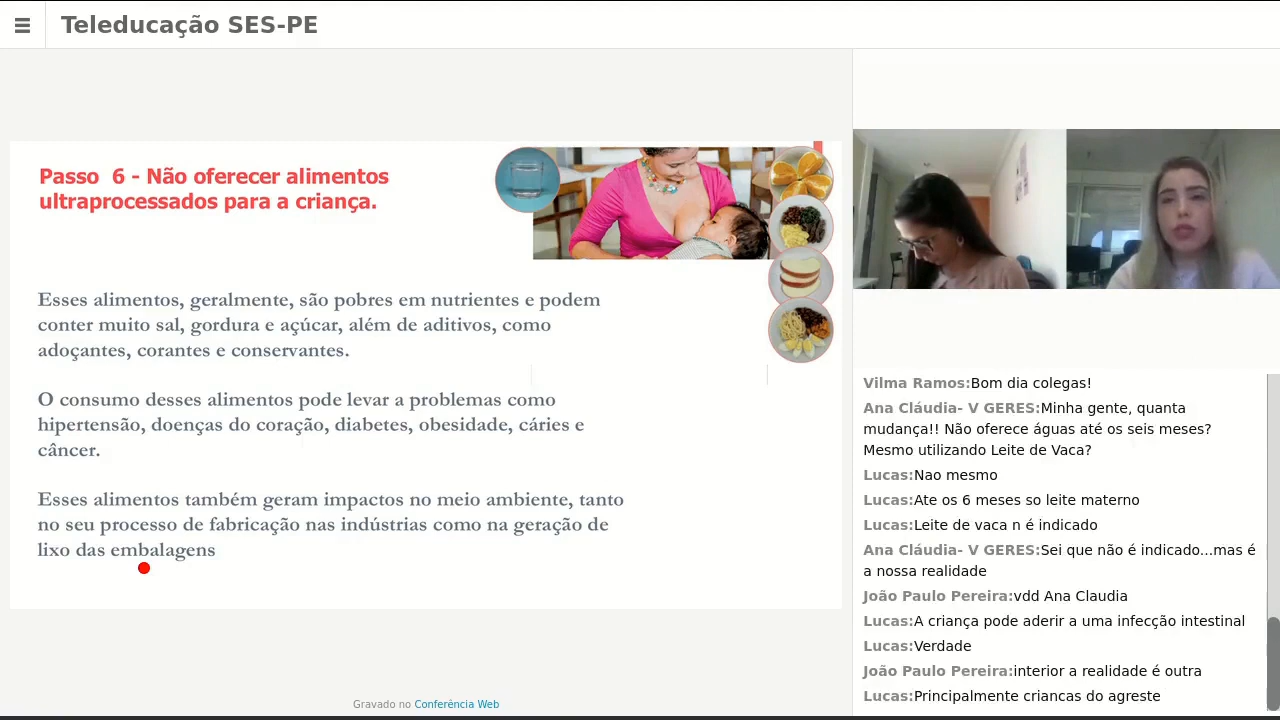 Teleducação SES-PE
Passo 6 - Não oferecer alimentos
ultraprocessados para a criança.
Esses alimentos, geralmente, são pobres em nutrientes e podem
conter muito sal, gordura e açúcar, além de aditivos, como
adoçantes, corantes e conservantes.
O consumo desses alimentos pode levar a problemas como
hipertensão, doenças do coração, diabetes, obesidade, cáries e
câncer.
Esses alimentos também geram impactos no meio ambiente, tanto
no seu processo de fabricação nas indústrias como na geração de
lixo das embalagens
Gravado no Conferência Web
Vilma Ramos:Bom dia colegas!
Ana Cláudia- V GERES:Minha gente, quanta
mudança!! Não oferece águas até os seis meses?
Mesmo utilizando Leite de Vaca?
Lucas:Nao mesmo
Lucas:Ate os 6 meses so leite materno
Lucas:Leite de vaca n é indicado
Ana Cláudia- V GERES:Sei que não é indicado...mas é
a nossa realidade
João Paulo Pereira:vdd Ana Claudia
Lucas:A criança pode aderir a uma infecção intestinal
Lucas:Verdade
João Paulo Pereira:interior a realidade é outra
Lucas:Principalmente criancas do agreste